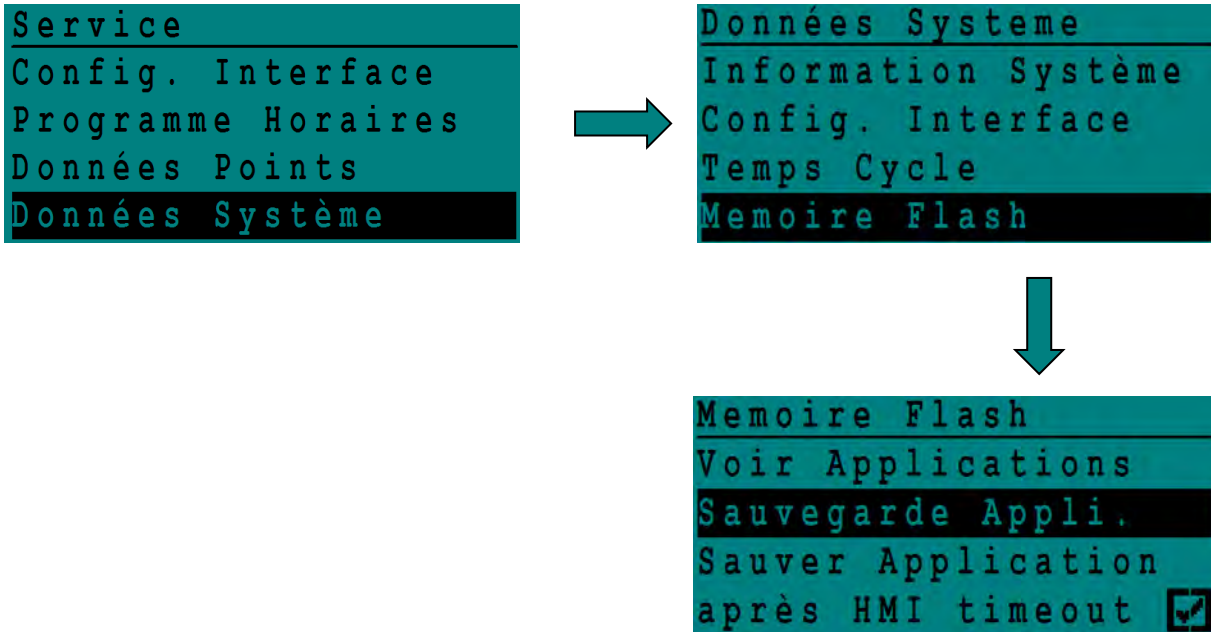 Service
Config. Interface
Programme Horaires
Données Points
Données Système
Données Systeme
Information Système
Config. Interface
Temps Cycle
Memoire Flash
Memoire Flash
Voir Applications
Sauvegarde Appli.
Sauver Application
après HMI timeout